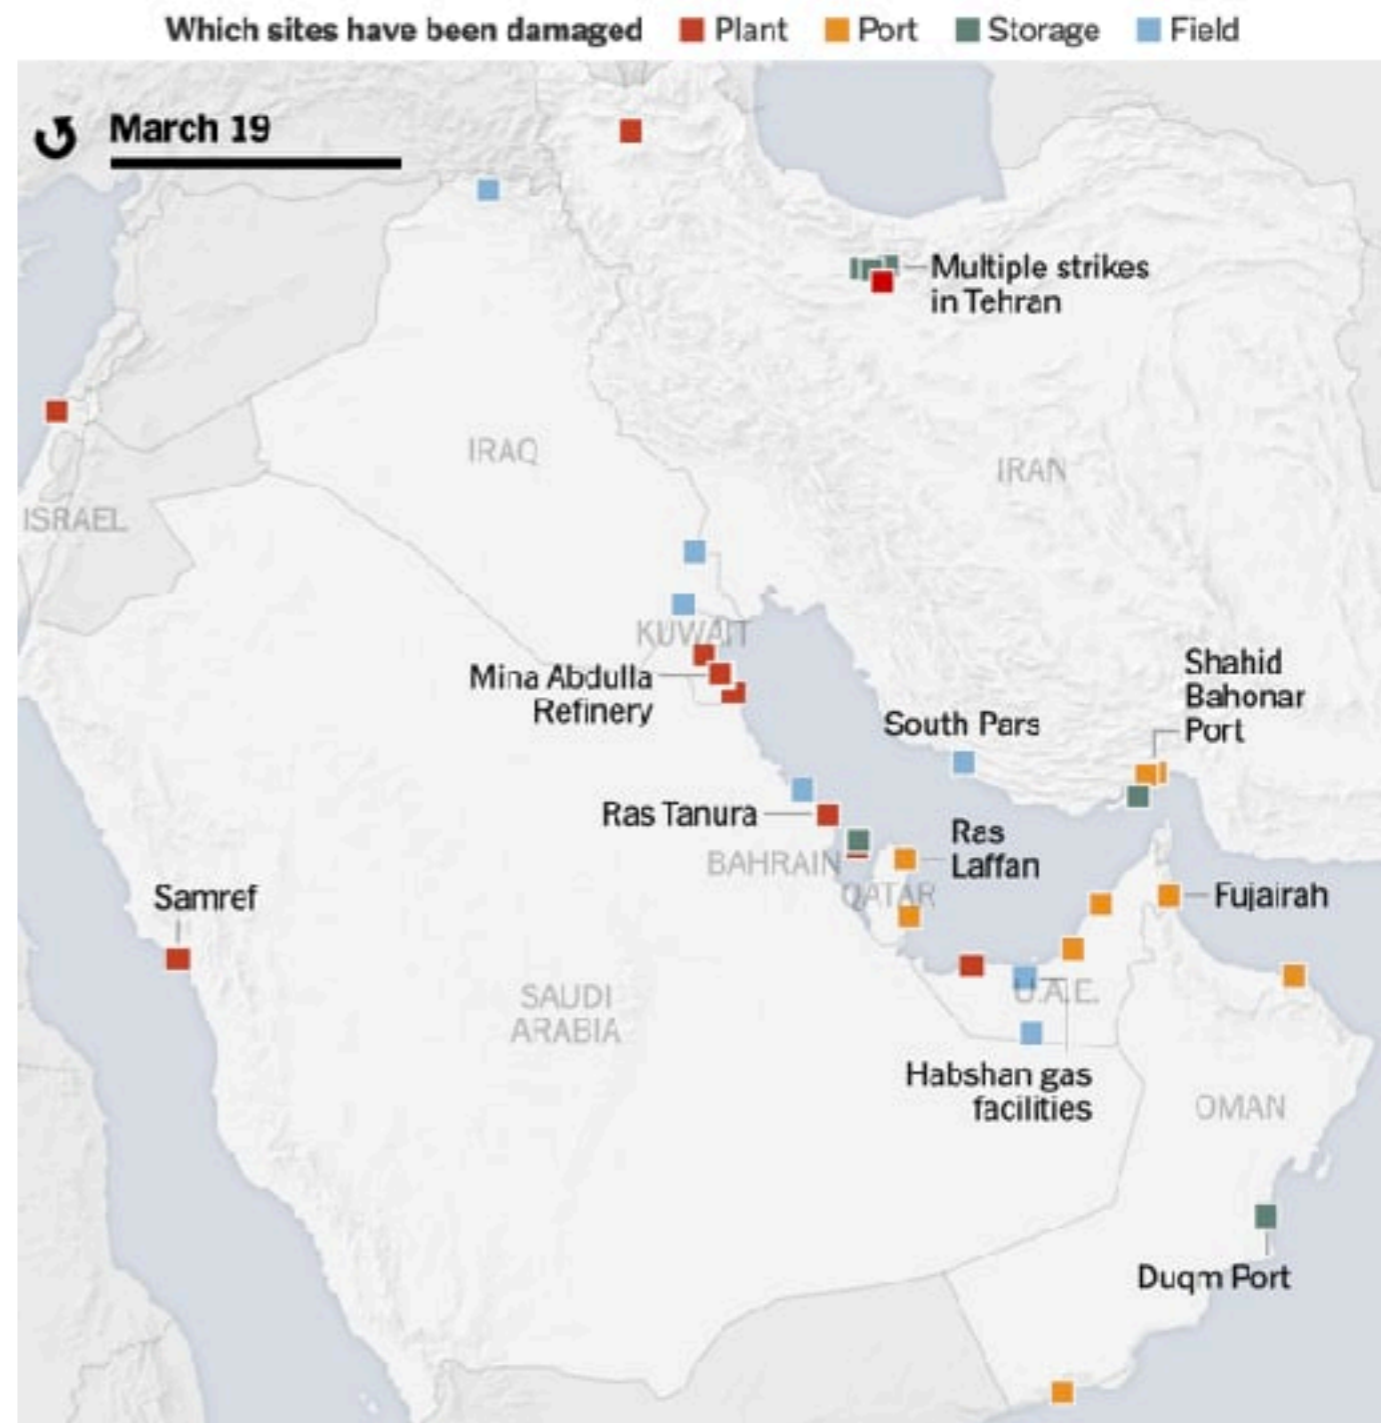 Which sites have been damaged Plant Port Storage Field
March 19
Multiple strikes
in Tehran
IRAQ
IRAN
ISRAEL
KUWAIT
Mina Abdulla
Refinery
Shahid
Bahonar
Port
South Pars
Ras Tanura
Ras
Laffan
BAHRAIN
QATAR
Samref
Fujairah
SAUDI
ARABIA
U.A.E.
Habshan gas
facilities
OMAN
Duqm Port